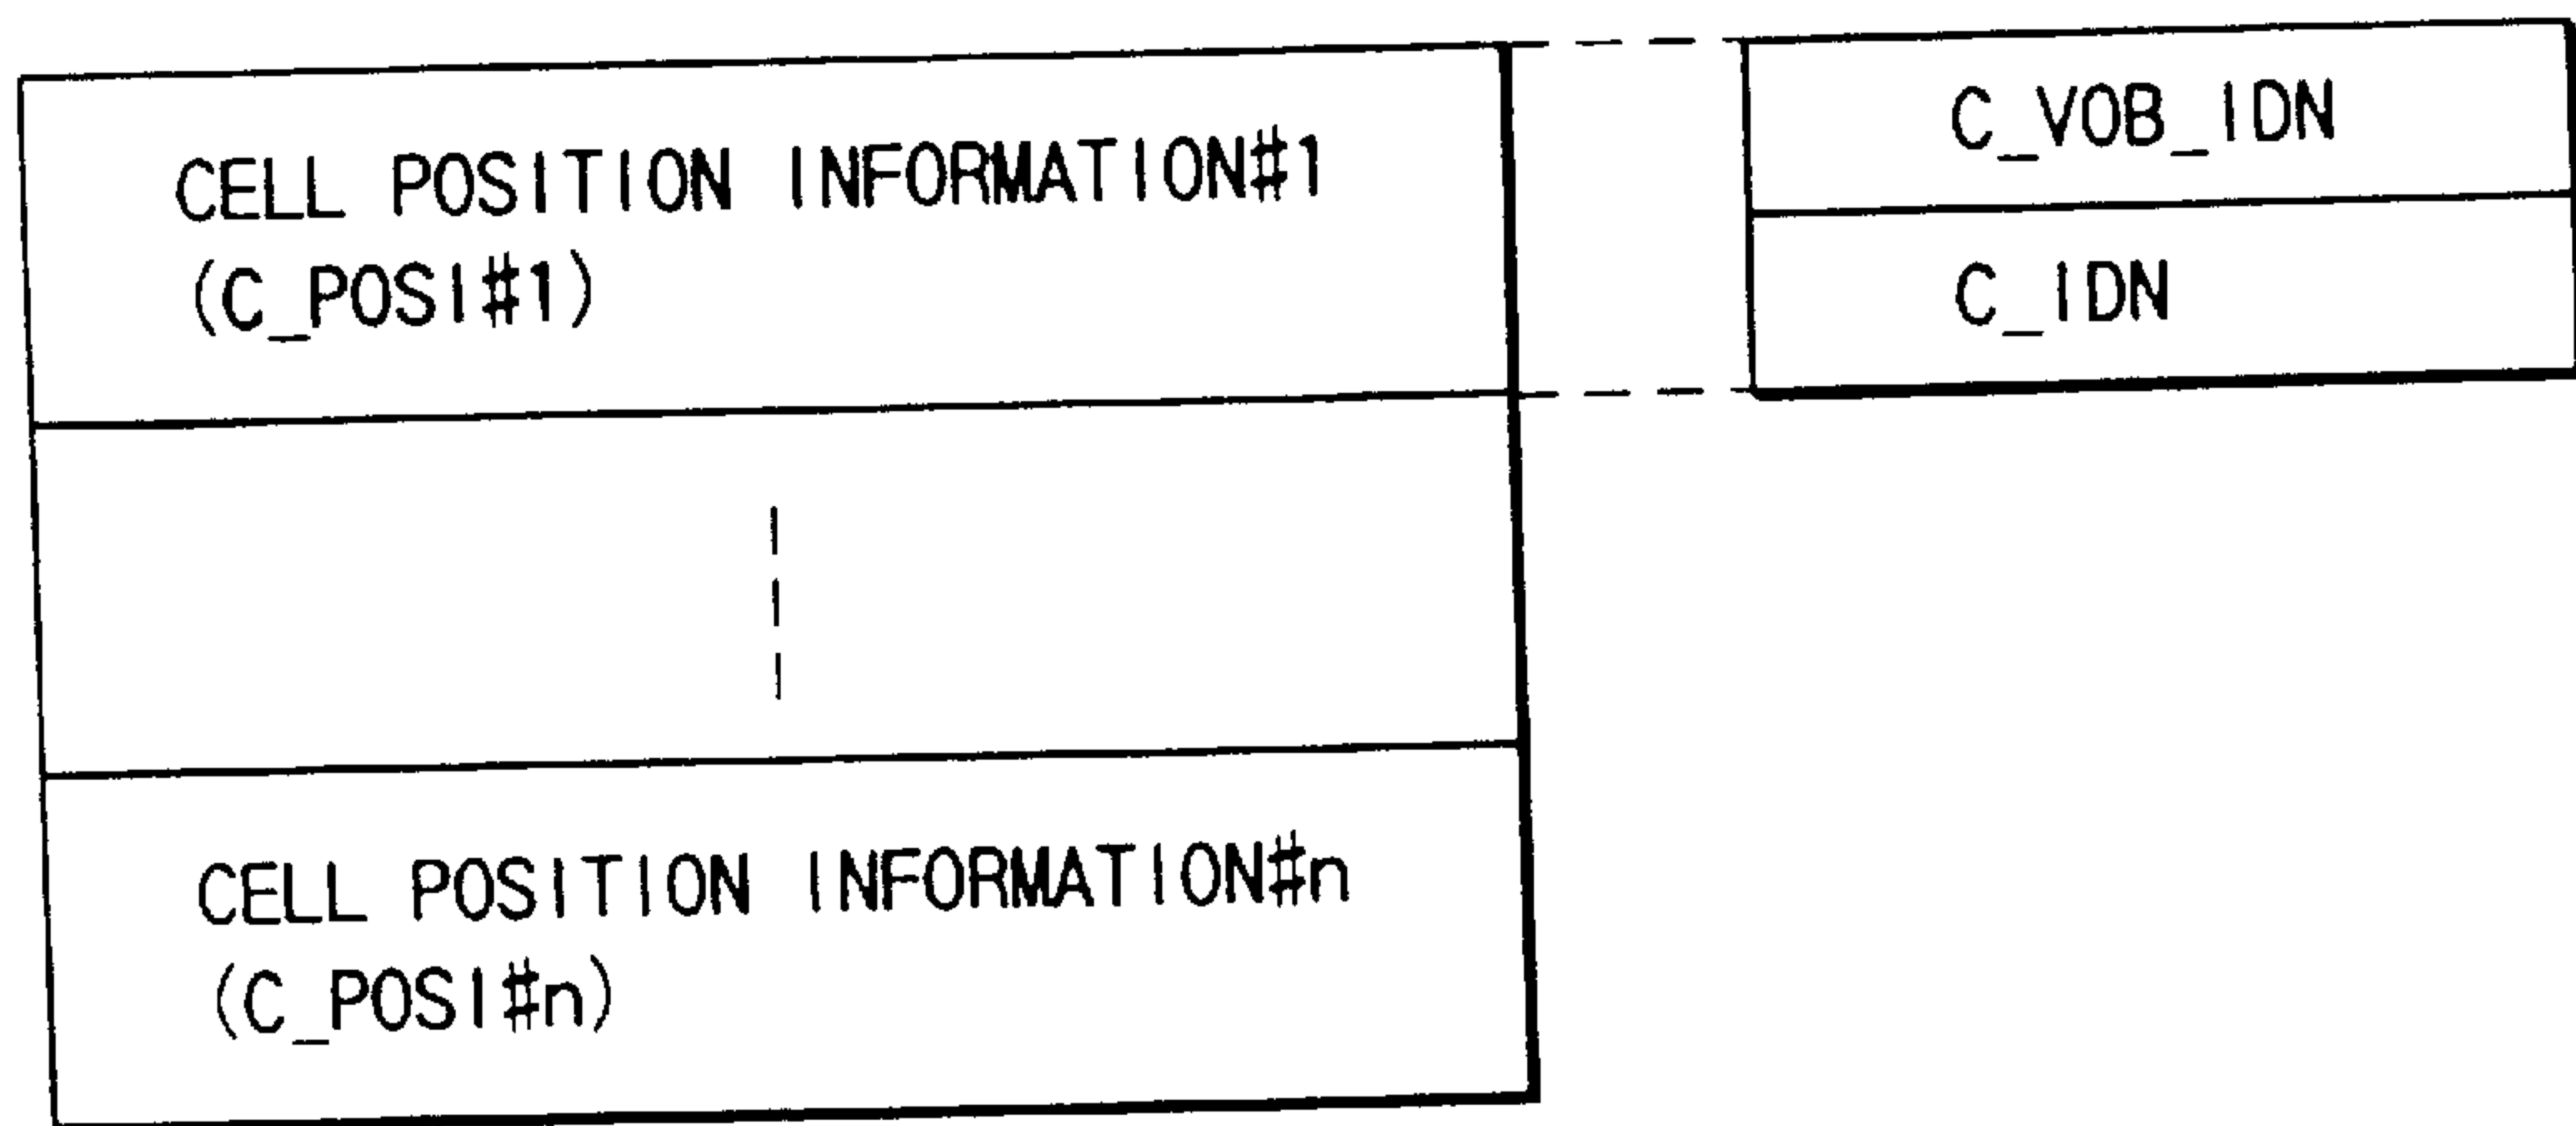 CELL POSITION INFORMATION#1
(C_POSI#1)
C_VOB_IDN
C_IDN
CELL POSITION INFORMATION#n
(C_POSI#n)